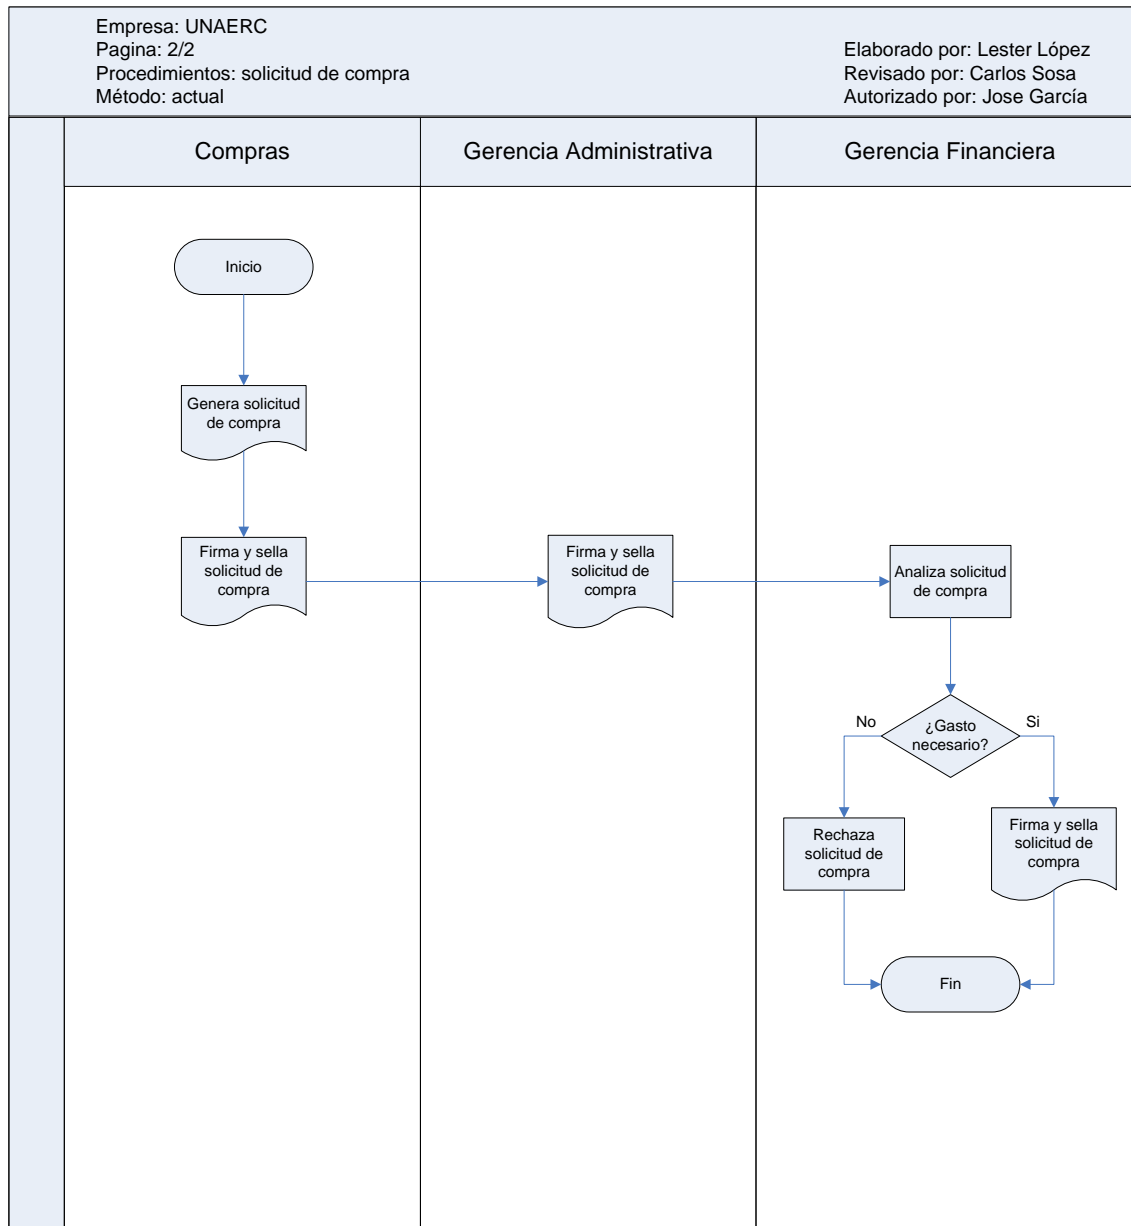 Empresa: UNAERC
Pagina: 2/2
Procedimientos: solicitud de compra
Método: actual
Elaborado por: Lester López
Revisado por: Carlos Sosa
Autorizado por: Jose García
Compras
Gerencia Administrativa
Gerencia Financiera
Inicio
Genera solicitud
de compra
Firma y sella
solicitud de
compra
Firma y sella
solicitud de
compra
Analiza solicitud
de compra
¿Gasto
necesario?
No
Si
Rechaza
solicitud de
compra
Firma y sella
solicitud de
compra
Fin